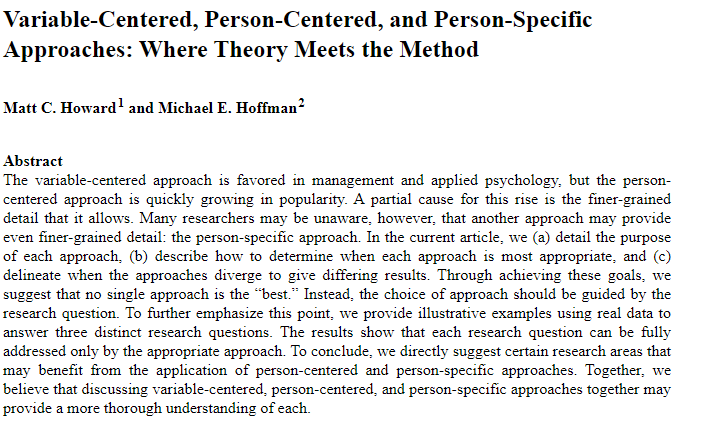 Variable-Centered, Person-Centered, and Person-Specific
Approaches: Where Theory Meets the Method
Matt C. Howard1 and Michael E. Hoffman2
Abstract
The variable-centered approach is favored in management and applied psychology, but the person-
centered approach is quickly growing in popularity. A partial cause for this rise is the finer-grained
detail that it allows. Many researchers may be unaware, however, that another approach may provide
even finer-grained detail: the person-specific approach. In the current article, we (a) detail the purpose
of each approach, (b) describe how to determine when each approach is most appropriate, and (c)
delineate when the approaches diverge to give differing results. Through achieving these goals, we
suggest that no single approach is the “best.” Instead, the choice of approach should be guided by the
research question. To further emphasize this point, we provide illustrative examples using real data to
answer three distinct research questions. The results show that each research question can be fully
addressed only by the appropriate approach. To conclude, we directly suggest certain research areas that
may benefit from the application of person-centered and person-specific approaches. Together, we
believe that discussing variable-centered, person-centered, and person-specific approaches together may
provide a more thorough understanding of each.